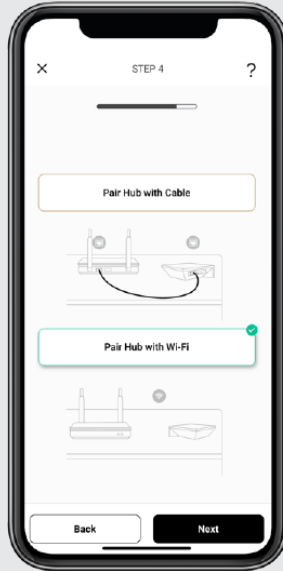 STEP 4
?
Pair Hub with Cable
Pair Hub with Wi-Fi
Back
Next